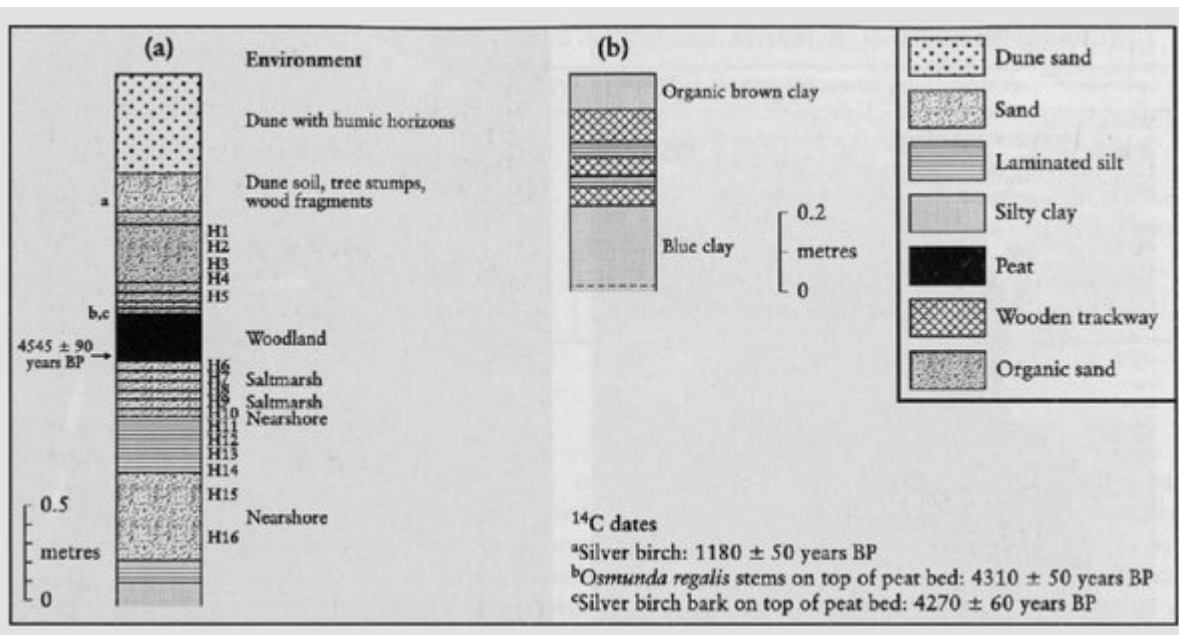 (a)
Environment
Dune with humic horizons
Dune soil, tree stumps,
wood fragments
a
H1
H2
H3
H4
H5
b,c
Woodland
4545 ± 90
years BP
H6
H7
H8
H9
H10
Saltmarsh
Saltmarsh
Nearshore
H11
H12
H13
H14
H15
Nearshore
H16
0.5
metres
0
(b)
Organic brown clay
Blue clay
0.2
metres
0
Dune sand
Sand
Laminated silt
Silty clay
Peat
Wooden trackway
Organic sand
14C dates
aSilver birch: 1180 ± 50 years BP
bOsmunda regalis stems on top of peat bed: 4310 ± 50 years BP
cSilver birch bark on top of peat bed: 4270 ± 60 years BP